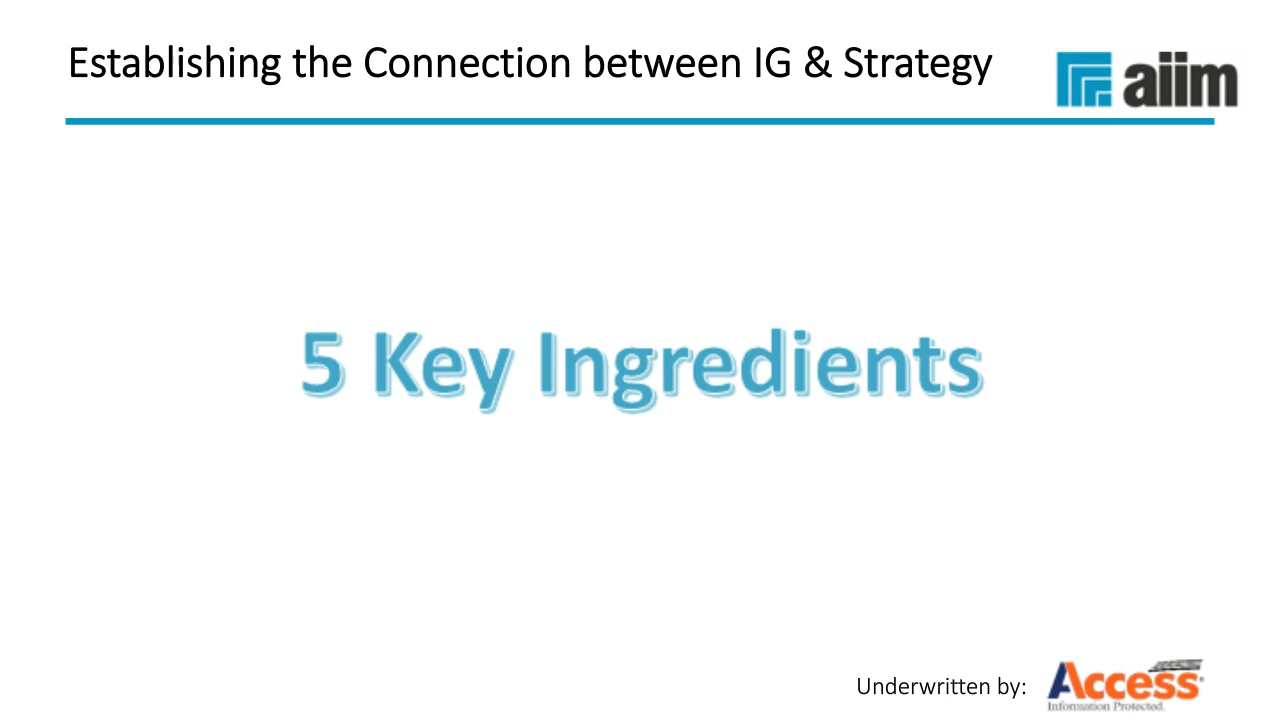 Establishing the Connection between IG & Strategy
aiim
5 Key Ingredients
Underwritten by:
Access
Information Protected.